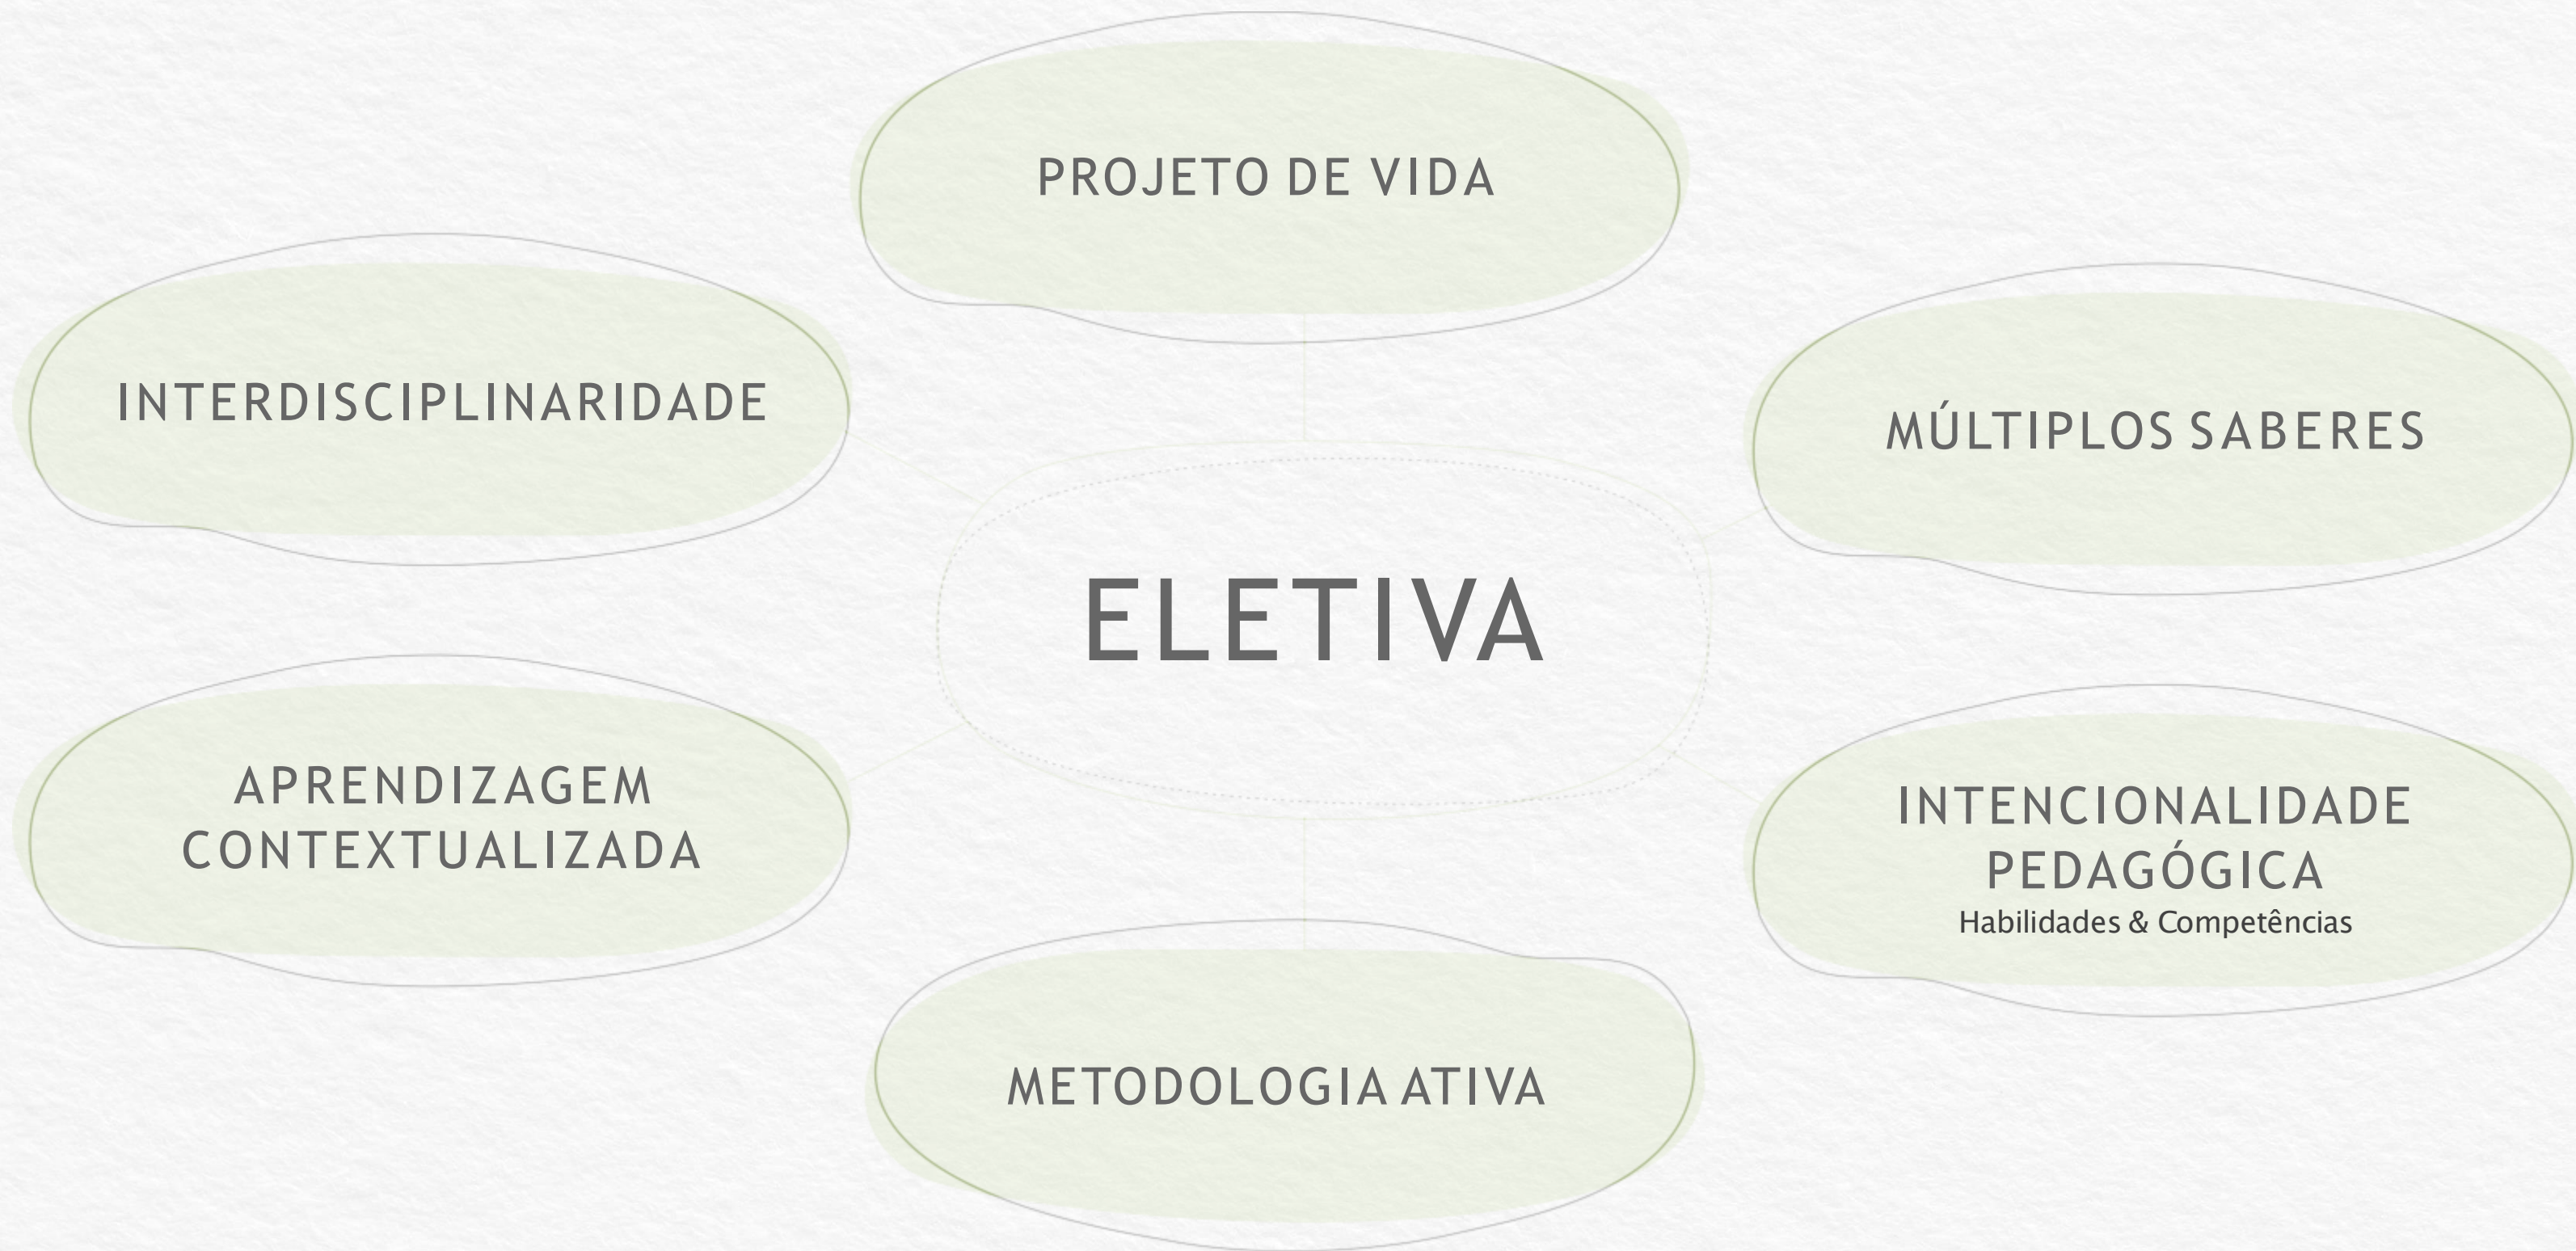 PROJETO DE VIDA
INTERDISCIPLINARIDADE
MÚLTIPLOS SABERES
ELETIVA
APRENDIZAGEM
CONTEXTUALIZADA
INTENCIONALIDADE
PEDAGÓGICA
Habilidades & Competências
METODOLOGIA ATIVA